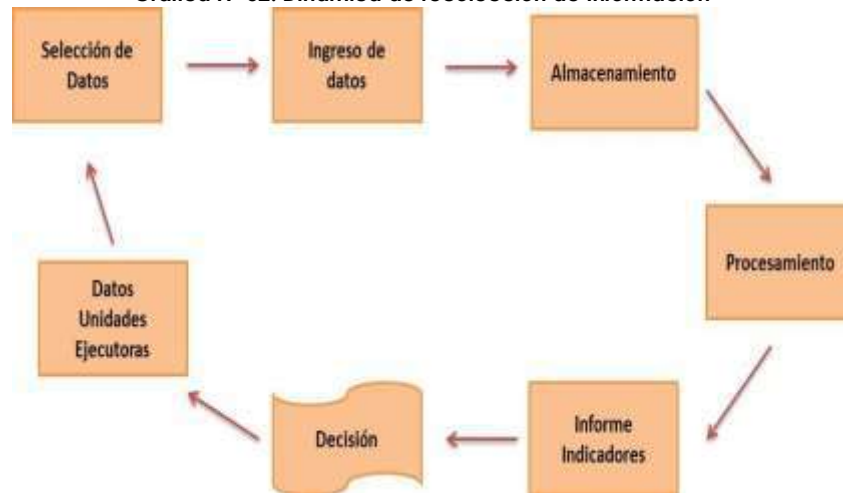 Selección de
Datos
Ingreso de
datos
Almacenamiento
Procesamiento
Informe
Indicadores
Decisión
Datos
Unidades
Ejecutoras